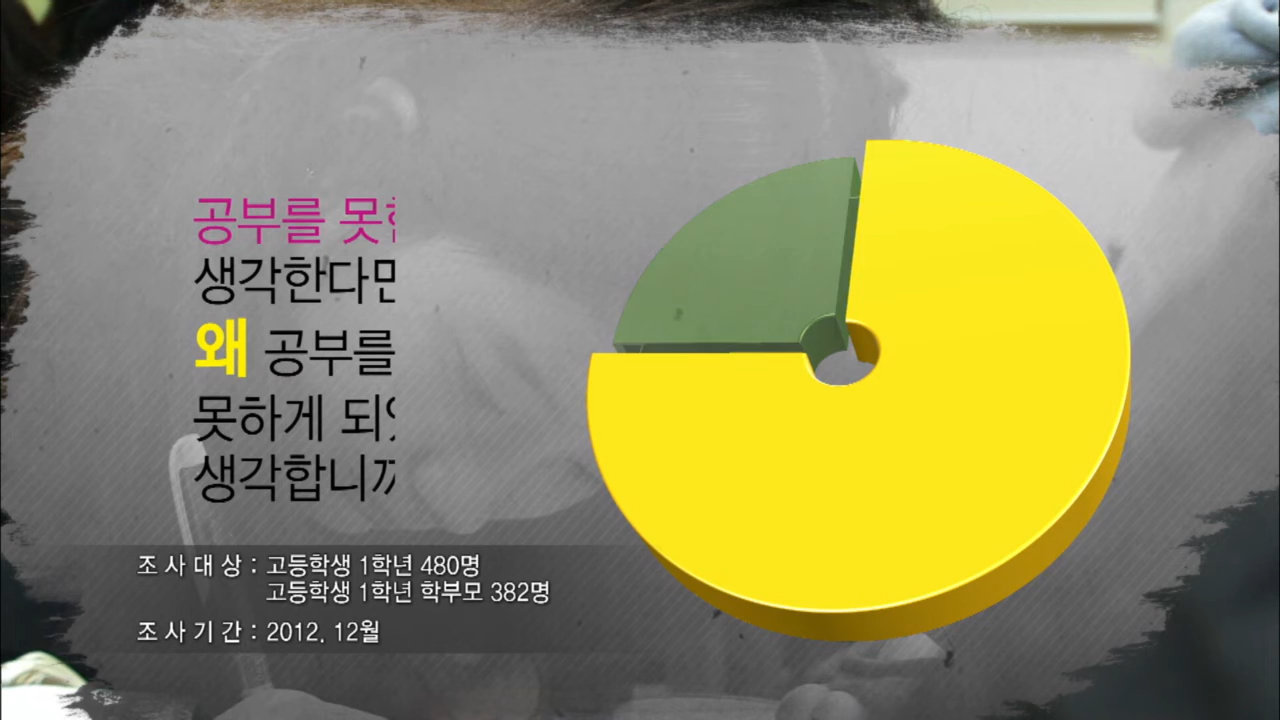 공부를
생각한다면
왜 공부를
못하게
생각합니까
조사대상 : 고등학생 1학년 480명
고등학생 1학년 학부모 382명
조사기간 : 2012. 12월